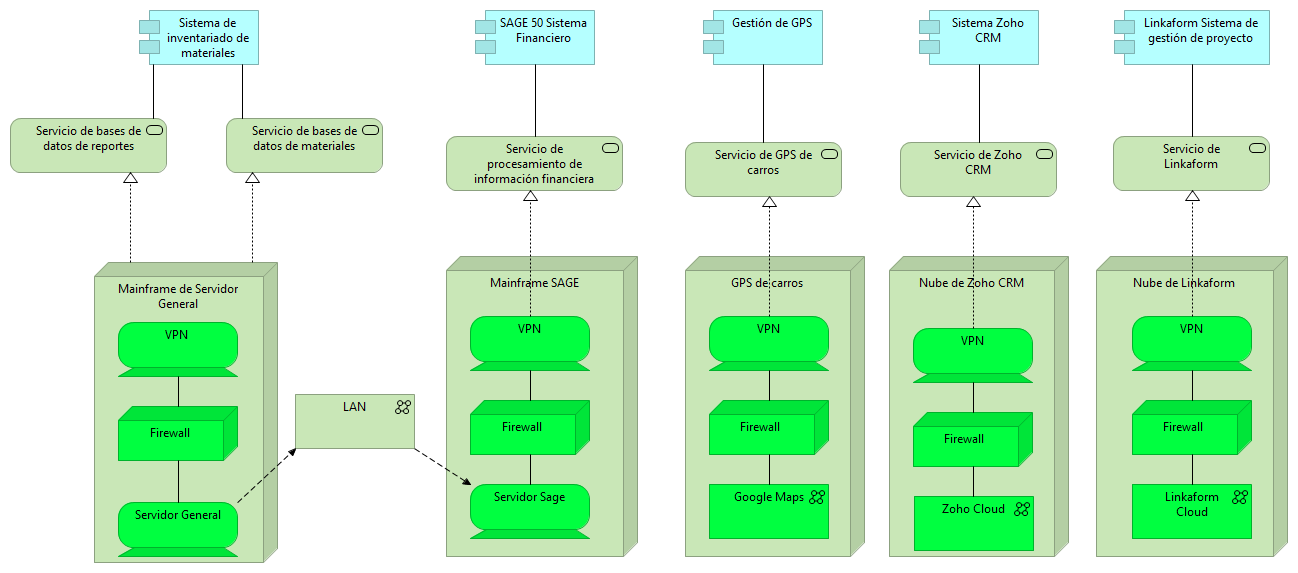 Sistema de
inventariado de
materiales
SAGE 50 Sistema
Financiero
Gestión de GPS
Sistema Zoho
CRM
Linkaform Sistema de
gestión de proyecto
Servicio de bases de
datos de reportes
Servicio de bases de
datos de materiales
Servicio de
procesamiento de
información financiera
Servicio de GPS de
carros
Servicio de Zoho
CRM
Servicio de
Linkaform
Mainframe de Servidor
General
VPN
Firewall
Servidor General
LAN
Mainframe SAGE
VPN
Firewall
Servidor Sage
GPS de carros
VPN
Firewall
Google Maps
Nube de Zoho CRM
VPN
Firewall
Zoho Cloud
Nube de Linkaform
VPN
Firewall
Linkaform
Cloud